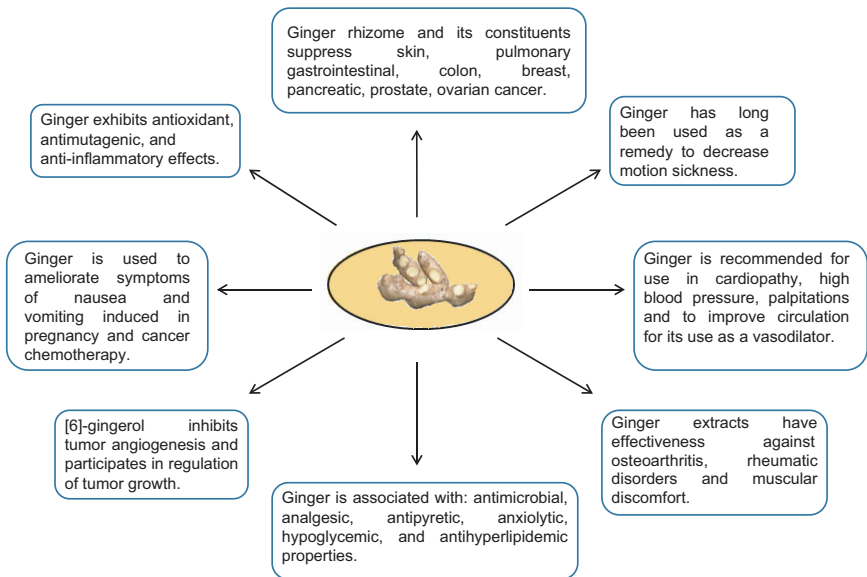 Ginger rhizome and its constituents
suppress skin, pulmonary
gastrointestinal, colon, breast,
pancreatic, prostate, ovarian cancer.
Ginger exhibits antioxidant,
antimutagenic, and
anti-inflammatory effects.
Ginger has long
been used as a
remedy to decrease
motion sickness.
Ginger is used to
ameliorate symptoms
of nausea and
vomiting induced in
pregnancy and cancer
chemotherapy.
Ginger is recommended for
use in cardiopathy, high
blood pressure, palpitations
and to improve circulation
for its use as a vasodilator.
[6]-gingerol inhibits
tumor angiogenesis and
participates in regulation
of tumor growth.
Ginger extracts have
effectiveness against
osteoarthritis, rheumatic
disorders and muscular
discomfort.
Ginger is associated with: antimicrobial,
analgesic, antipyretic, anxiolytic,
hypoglycemic, and antihyperlipidemic
properties.